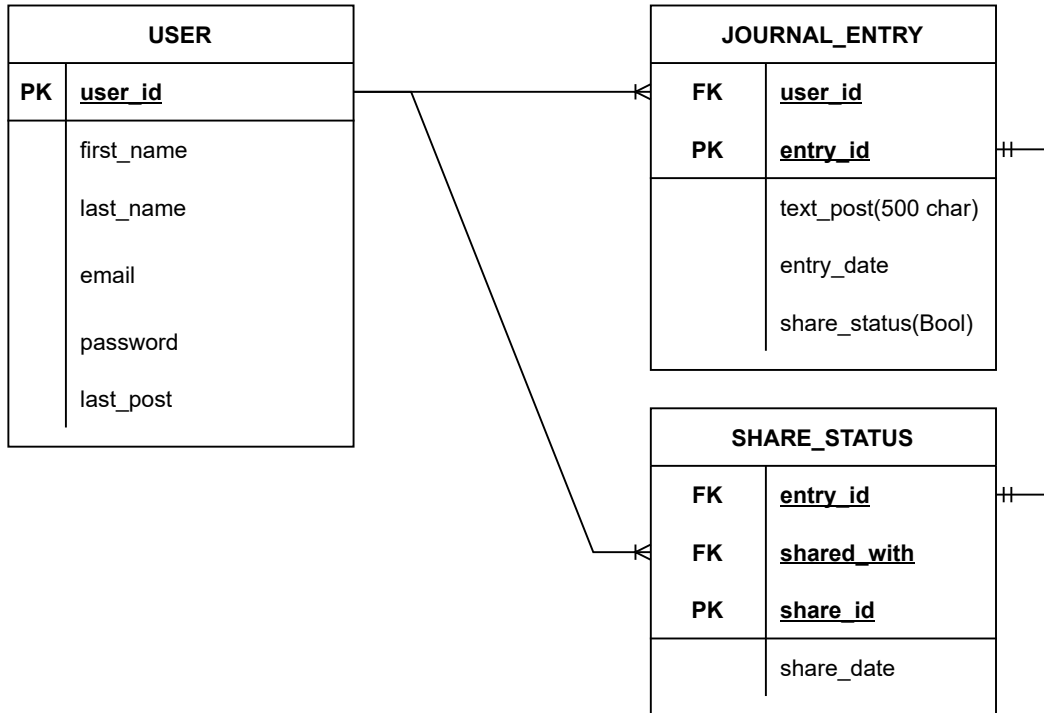 USER
PK user_id
first_name
last_name
email
password
last_post
JOURNAL_ENTRY
FK user_id
PK entry_id
text_post(500 char)
entry_date
share_status(Bool)
SHARE_STATUS
FK entry_id
FK shared_with
PK share_id
share_date